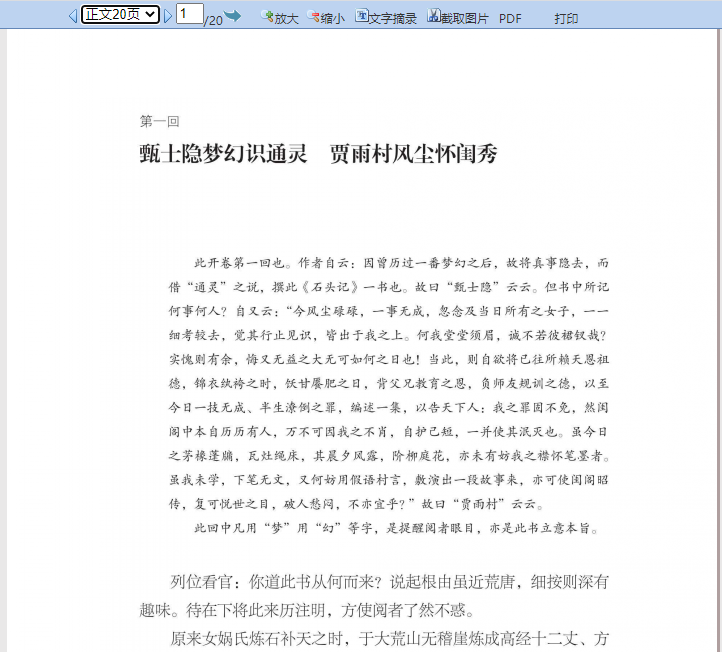 正文20页 1 /20 放大 缩小 文字摘录 截取图片 PDF 打印
第一回
甄士隐梦幻识通灵 贾雨村风尘怀闺秀
此开卷第一回也。作者自云：因曾历过一番梦幻之后，故将真事隐去，而
借“通灵”之说，撰此《石头记》一书也。故曰“甄士隐”云云。但书中所记
何事何人？自又云：“今风尘碌碌，一事无成，忽念及当日所有之女子，一一
细考较去，觉其行止见识，皆出于我之上。何我堂堂须眉，诚不若彼裙钗哉？
实愧则有余，悔又无益之大无可如何之日也！当此，则自欲将已往所赖天恩祖
德，锦衣纨袴之时，饫甘餍肥之日，背父兄教育之恩，负师友规训之德，以至
今日一技无成、半生潦倒之罪，编述一集，以告天下人：我之罪固不免，然闺
阁中本自历历有人，万不可因我之不肖，自护己短，一并使其泯灭也。虽今日
之茅椽蓬牖，瓦灶绳床，其晨夕风露，阶柳庭花，亦未有妨我之襟怀笔墨者。
虽我未学，下笔无文，又何妨用假语村言，敷演出一段故事来，亦可使闺阁昭
传，复可悦世之目，破人愁闷，不亦宜乎？”故曰“贾雨村”云云。
此回中凡用“梦”用“幻”等字，是提醒阅者眼目，亦是此书立意本旨。
列位看官：你道此书从何而来？说起根由虽近荒唐，细按则深有
趣味。待在下将此来历注明，方使阅者了然不惑。
原来女娲氏炼石补天之时，于大荒山无稽崖炼成高经十二丈、方